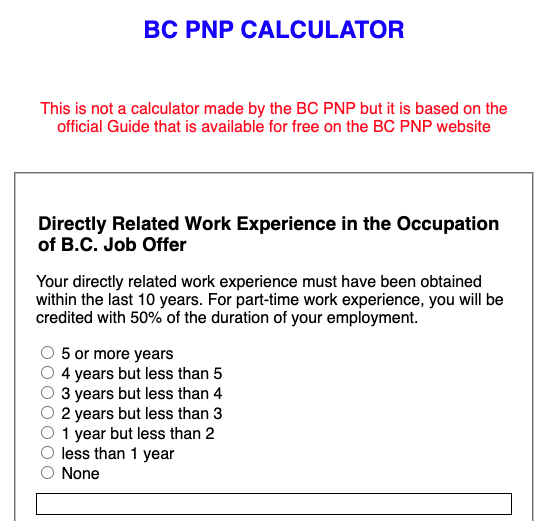 BC PNP CALCULATOR
This is not a calculator made by the BC PNP but it is based on the
official Guide that is available for free on the BC PNP website
Directly Related Work Experience in the Occupation
of B.C. Job Offer
Your directly related work experience must have been obtained
within the last 10 years. For part-time work experience, you will be
credited with 50% of the duration of your employment.
5 or more years
4 years but less than 5
3 years but less than 4
2 years but less than 3
1 year but less than 2
less than 1 year
None